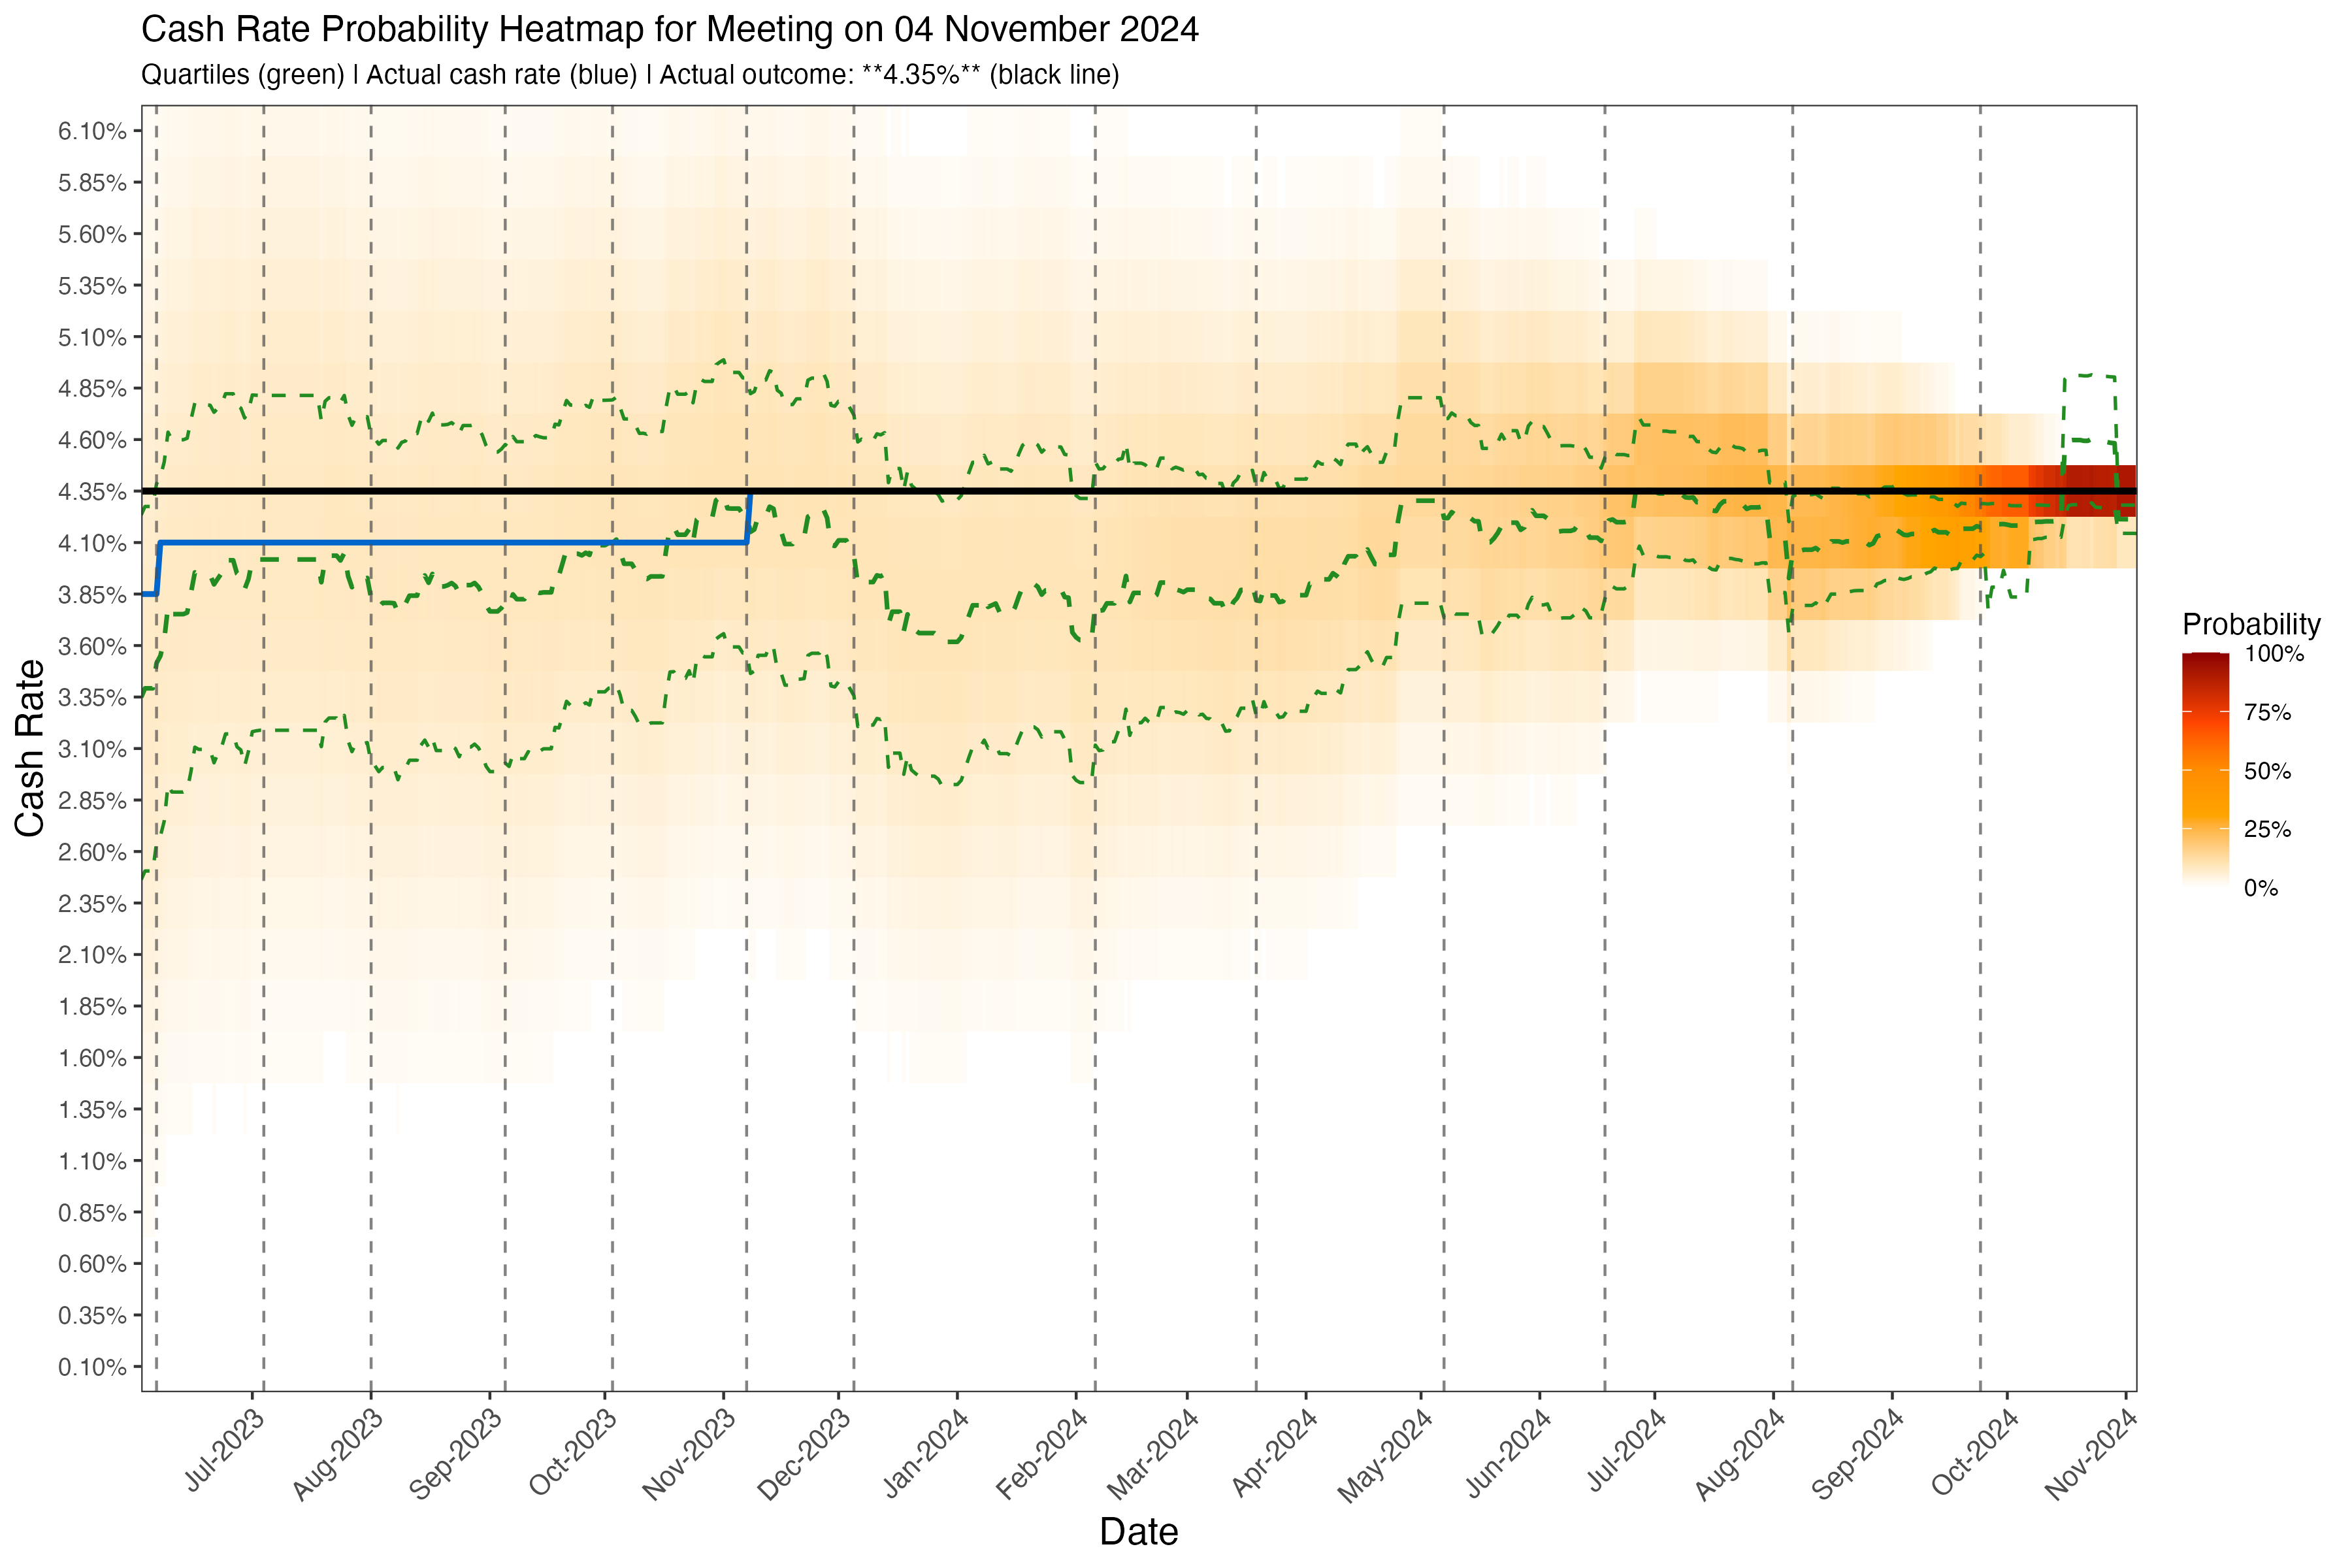 Cash Rate Probability Heatmap for Meeting on 04 November 2024
Quartiles (green) | Actual cash rate (blue) | Actual outcome: **4.35%** (black line)
Cash Rate
6.10%
5.85%
5.60%
5.35%
5.10%
4.85%
4.60%
4.35%
4.10%
3.85%
3.60%
3.35%
3.10%
2.85%
2.60%
2.35%
2.10%
1.85%
1.60%
1.35%
1.10%
0.85%
0.60%
0.35%
0.10%
Jul-2023
Aug-2023
Sep-2023
Oct-2023
Nov-2023
Dec-2023
Jan-2024
Feb-2024
Mar-2024
Apr-2024
May-2024
Jun-2024
Jul-2024
Aug-2024
Sep-2024
Oct-2024
Nov-2024
Date
Probability
100%
75%
50%
25%
0%